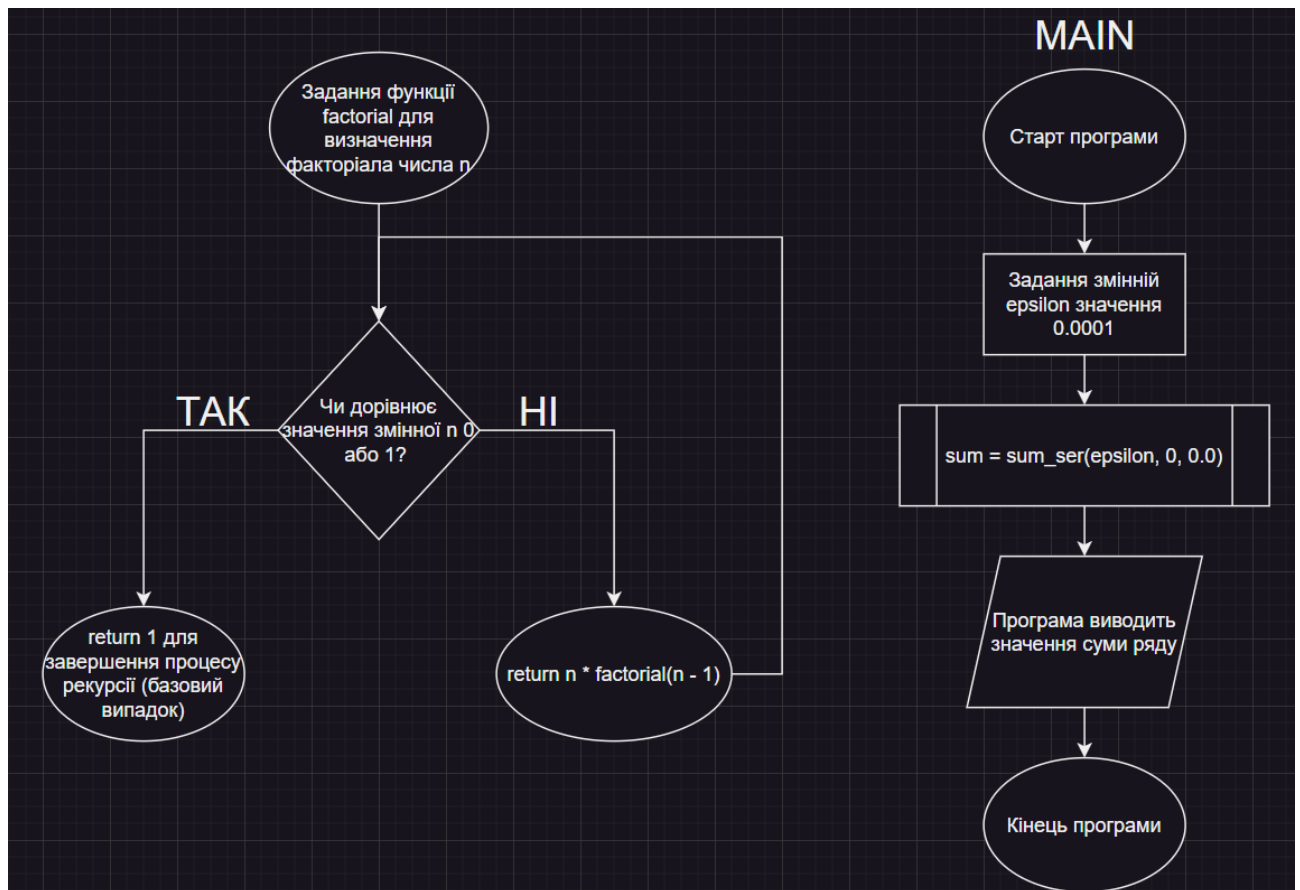 Задання функції
factorial для
визначення
факторіала числа n
ТАК
Чи дорівнює
значення змінної n 0
або 1?
НІ
return 1 для
завершення процесу
рекурсії (базовий
випадок)
return n * factorial(n - 1)
MAIN
Старт програми
Задання змінній
epsilon значення
0.0001
sum = sum_ser(epsilon, 0, 0.0)
Програма виводить
значення суми ряду
Кінець програми